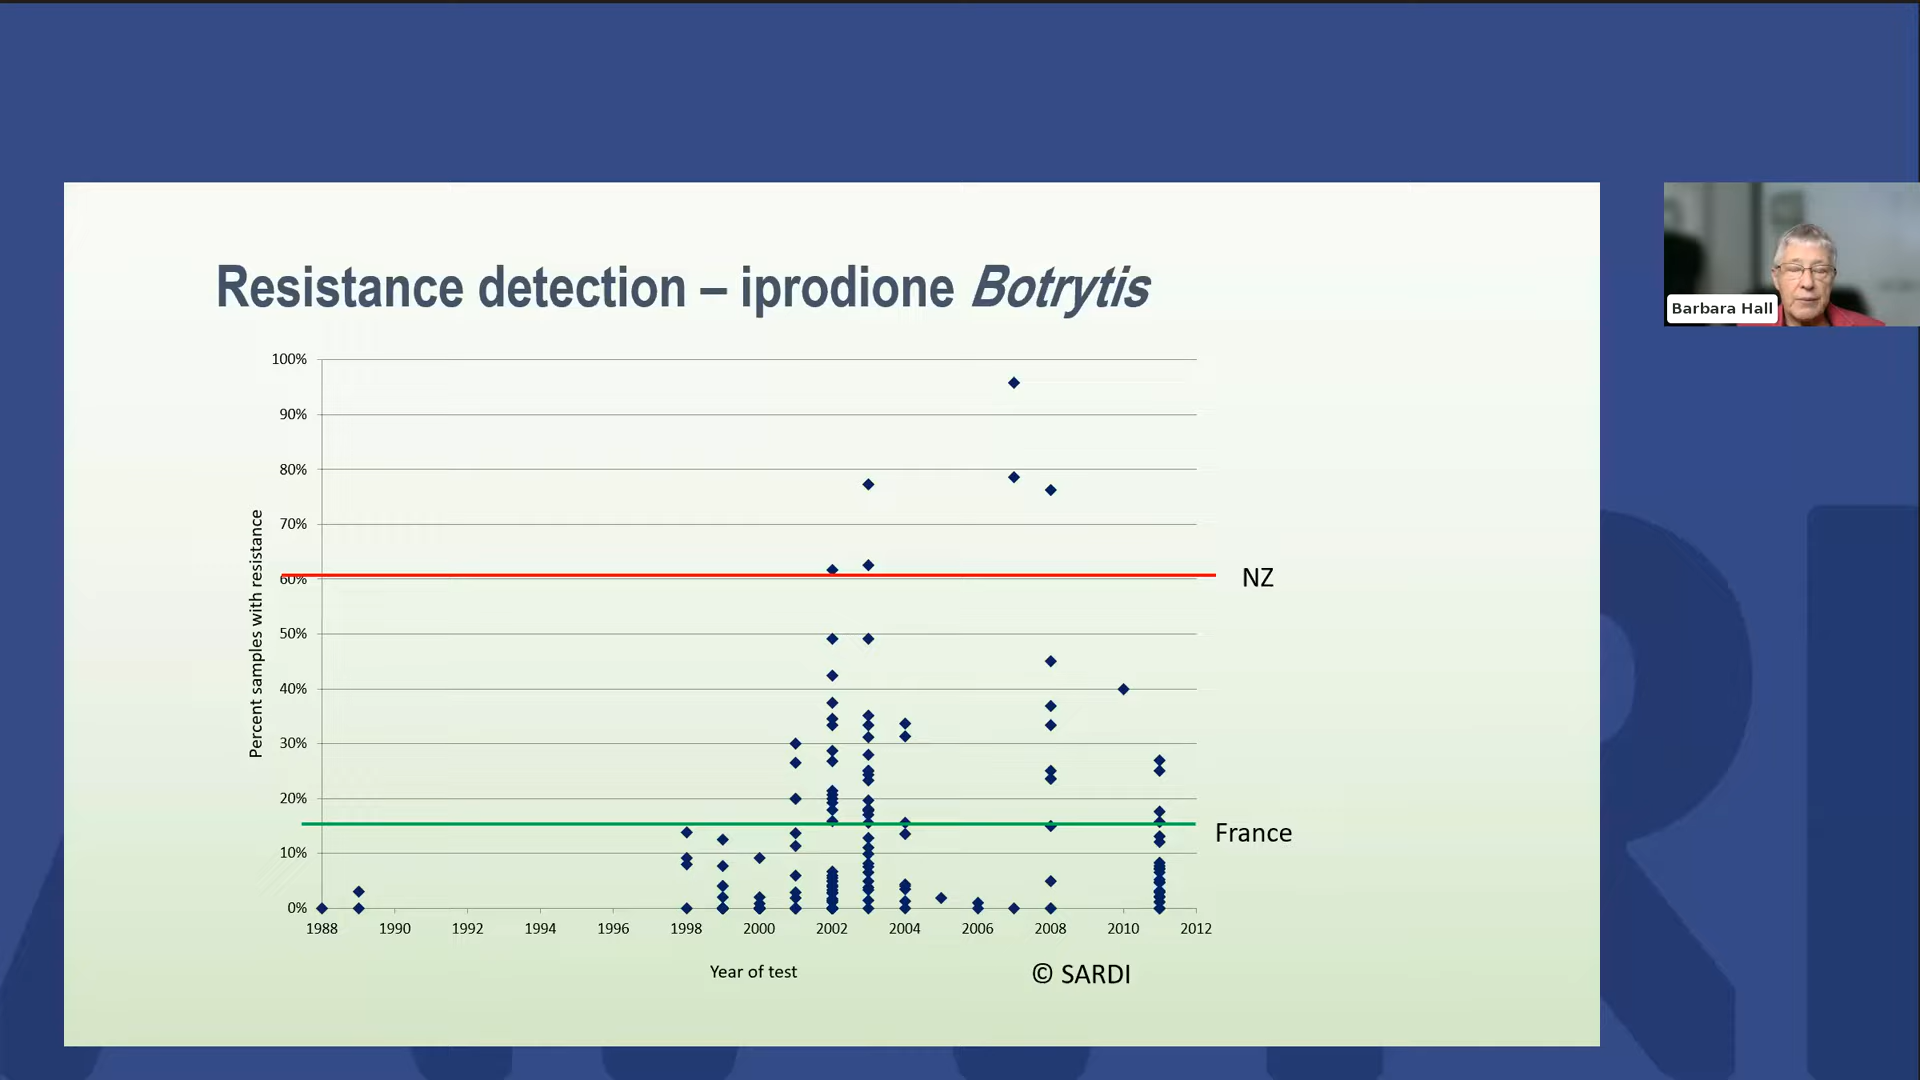 Resistance detection – iprodione Botrytis
Barbara Hall
100%
90%
80%
70%
60%
50%
40%
30%
20%
10%
0%
Percent samples with resistance
NZ
France
1988 1990 1992 1994 1996 1998 2000 2002 2004 2006 2008 2010 2012
Year of test
© SARDI